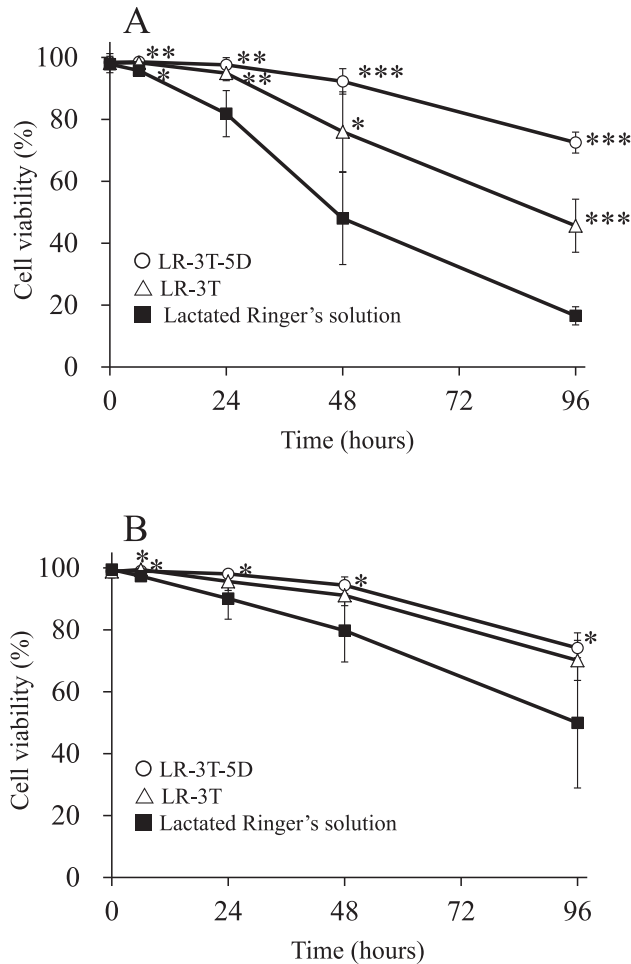 A
100
80
60
40
20
0
Cell viability (%)
**
*
**
**
***
*
***
***
LR-3T-5D
LR-3T
Lactated Ringer's solution
0 24 48 72 96
Time (hours)
B
100
80
60
40
20
0
Cell viability (%)
*
*
*
*
*
LR-3T-5D
LR-3T
Lactated Ringer's solution
0 24 48 72 96
Time (hours)